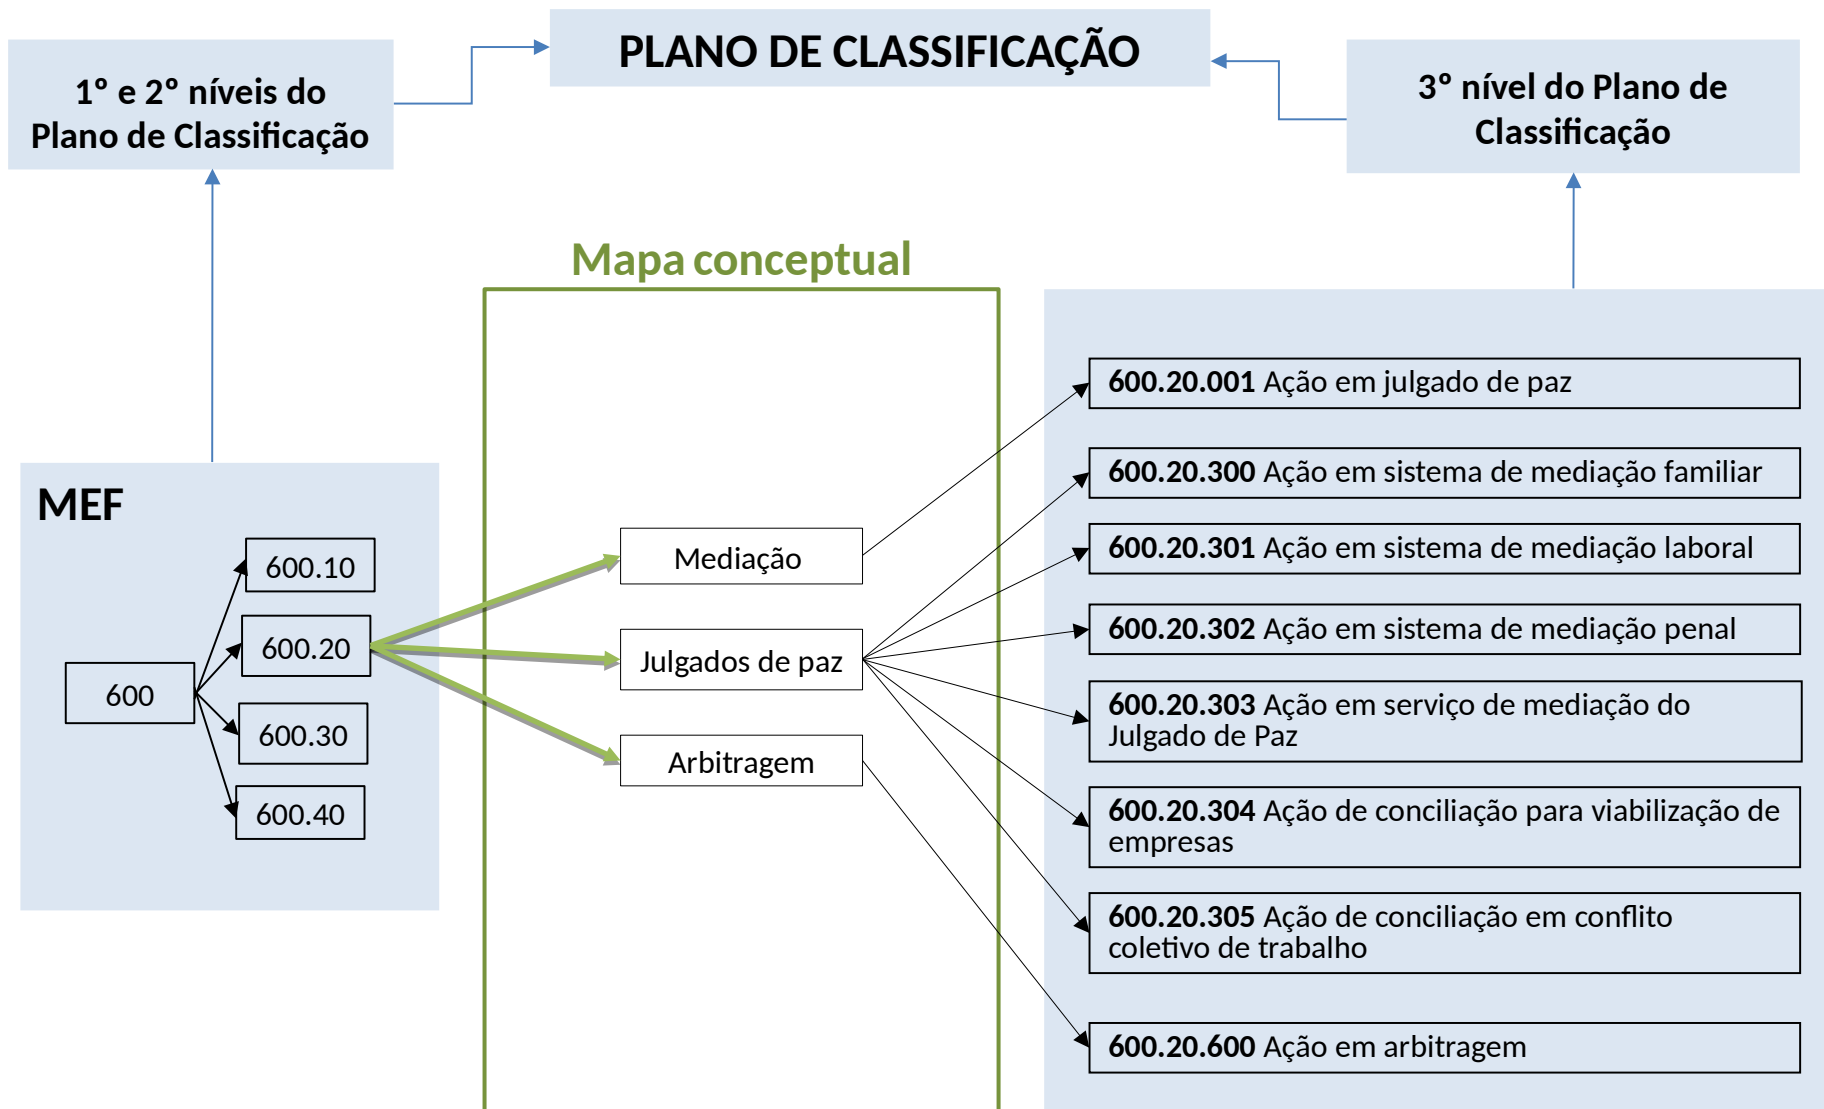 PLANO DE CLASSIFICAÇÃO
1º e 2º níveis do
Plano de Classificação
3º nível do Plano de
Classificação
Mapa conceptual
MEF
600
600.10
600.20
600.30
600.40
Mediação
Julgados de paz
Arbitragem
600.20.001 Ação em julgado de paz
600.20.300 Ação em sistema de mediação familiar
600.20.301 Ação em sistema de mediação laboral
600.20.302 Ação em sistema de mediação penal
600.20.303 Ação em serviço de mediação do
Julgado de Paz
600.20.304 Ação de conciliação para viabilização de
empresas
600.20.305 Ação de conciliação em conflito
coletivo de trabalho
600.20.600 Ação em arbitragem